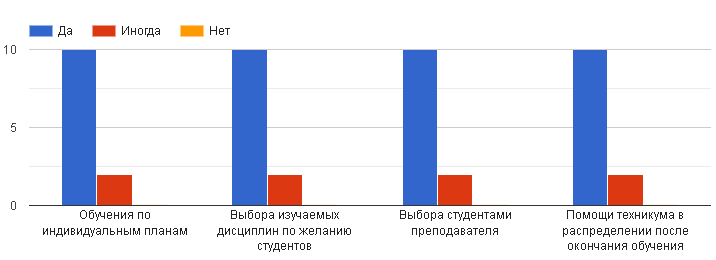 Да Иногда Нет
10
5
0
Обучения по
индивидуальным планам
Выбора изучаемых
дисциплин по желанию
студентов
Выбора студентами
преподавателя
Помощи техникума в
распределении после
окончания обучения